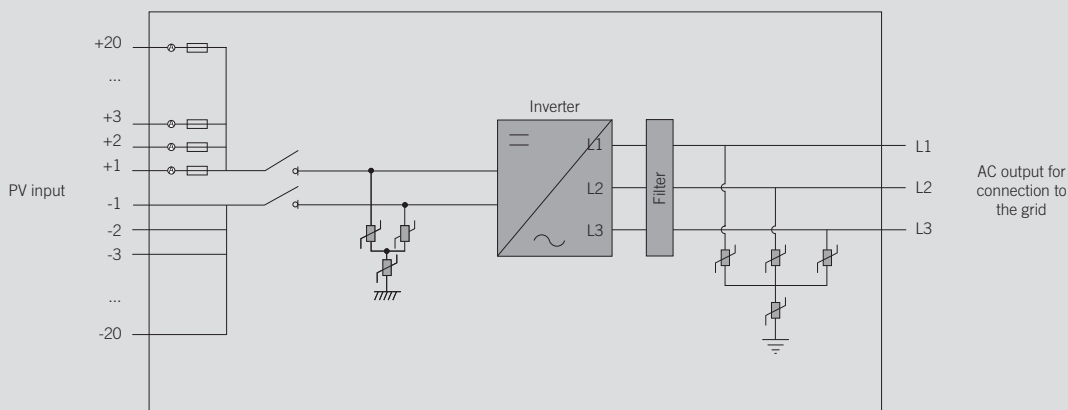 PV input
+20
...
+3
+2
+1
-1
-2
-3
...
-20
Inverter
L1
L2
L3
Filter
L1
L2
L3
AC output for
connection to
the grid